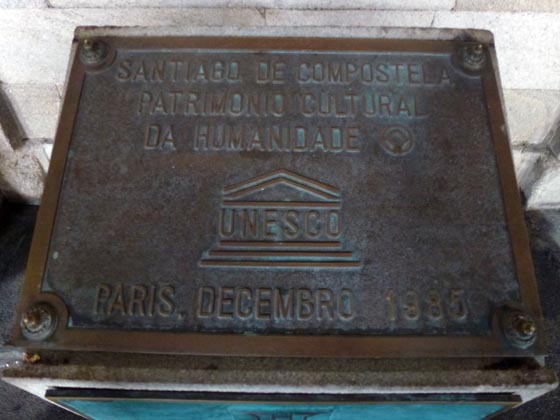 SANTIAGO DE COMPOSTELA
PATRIMONIO CULTURAL
DA HUMANIDADE
UNESCO
PARIS, DECEMBRO 1985